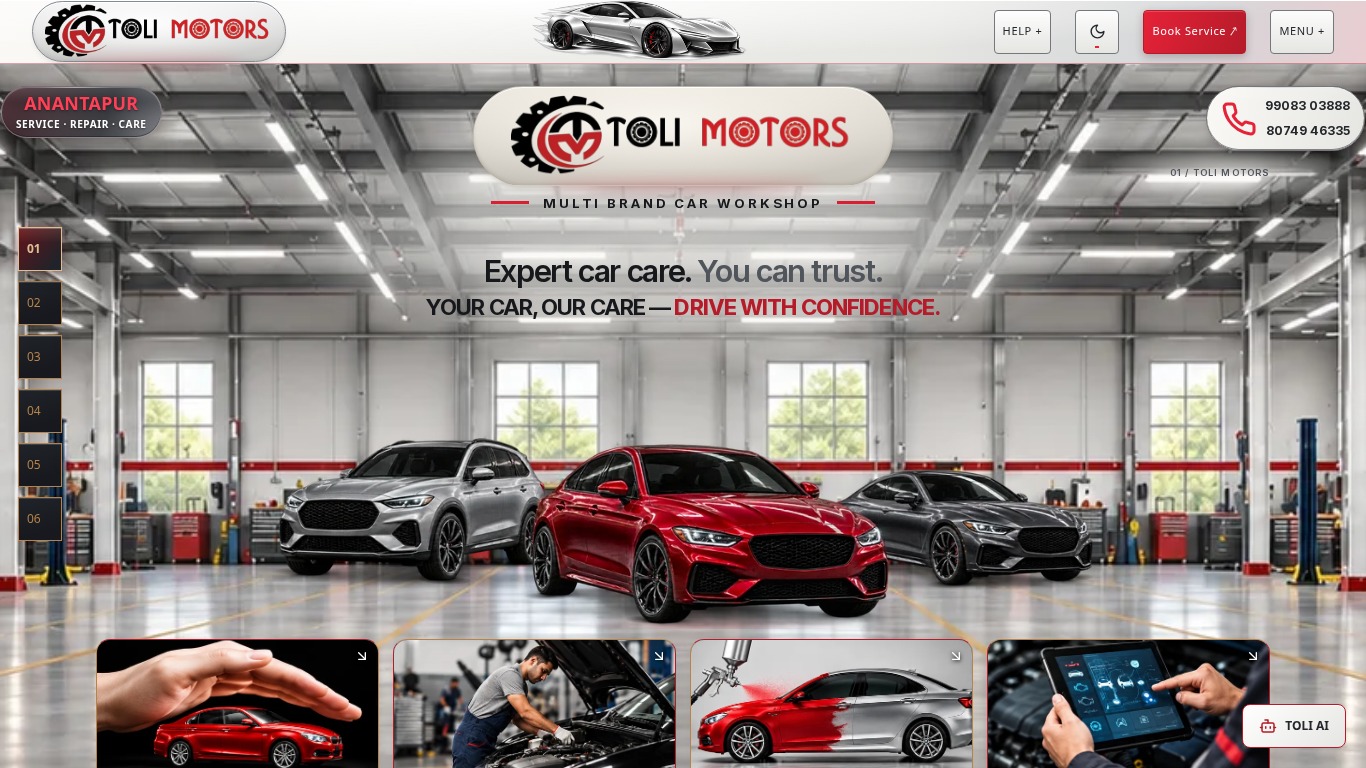 TOLI MOTORS
HELP +
Book Service ↗
MENU +
ANANTAPUR
SERVICE · REPAIR · CARE
TOLI MOTORS
99083 03888
80749 46335
01 / TOLI MOTORS
MULTI BRAND CAR WORKSHOP
Expert car care. You can trust.
YOUR CAR, OUR CARE — DRIVE WITH CONFIDENCE.
01
02
03
04
05
06
TOLI AI